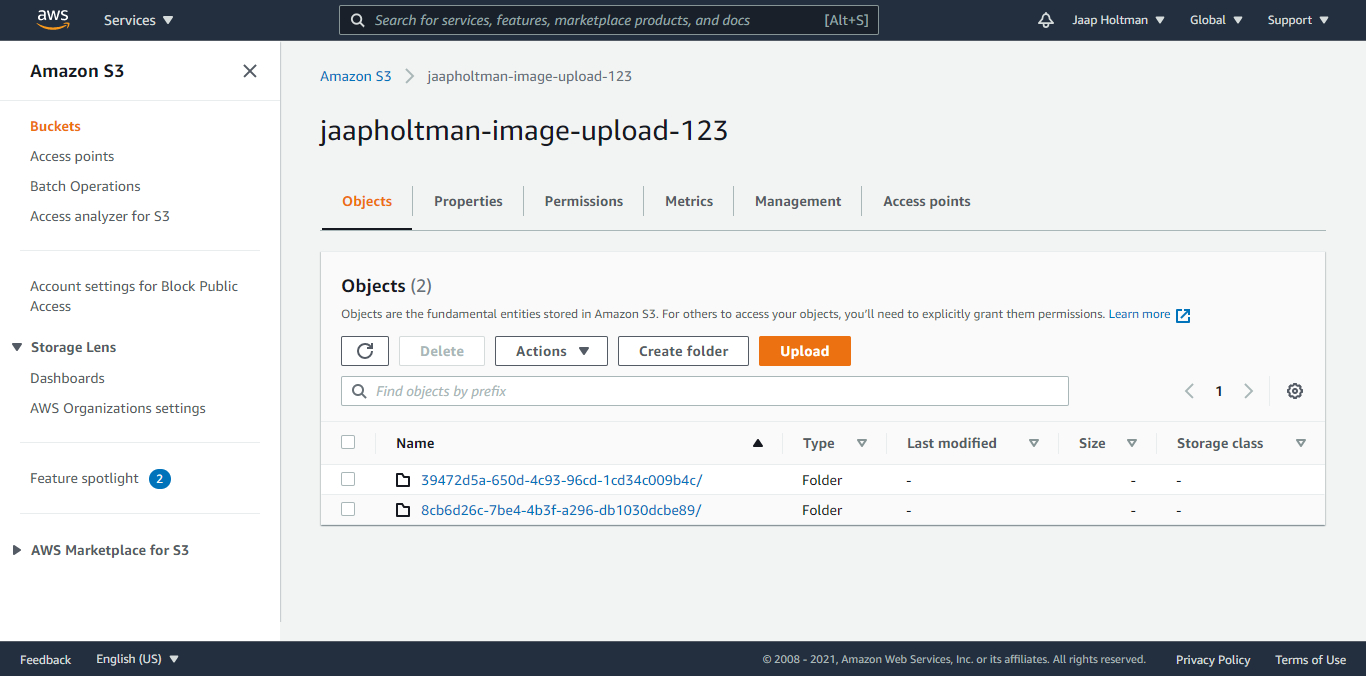 aws Services Search for services, features, marketplace products, and docs [Alt+S] Jaap Holtman Global Support
Amazon S3
Buckets
Access points
Batch Operations
Access analyzer for S3
Account settings for Block Public
Access
Storage Lens
Dashboards
AWS Organizations settings
Feature spotlight 2
AWS Marketplace for S3
Amazon S3 jaapholtman-image-upload-123
jaapholtman-image-upload-123
Objects Properties Permissions Metrics Management Access points
Objects (2)
Objects are the fundamental entities stored in Amazon S3. For others to access your objects, you'll need to explicitly grant them permissions. Learn more
Delete Actions Create folder Upload
Find objects by prefix 1
Name Type Last modified Size Storage class
39472d5a-650d-4c93-96cd-1cd34c009b4c/ Folder - - -
8cb6d26c-7be4-4b3f-a296-db1030dcbe89/ Folder - - -
Feedback English (US) © 2008 - 2021, Amazon Web Services, Inc. or its affiliates. All rights reserved. Privacy Policy Terms of Use